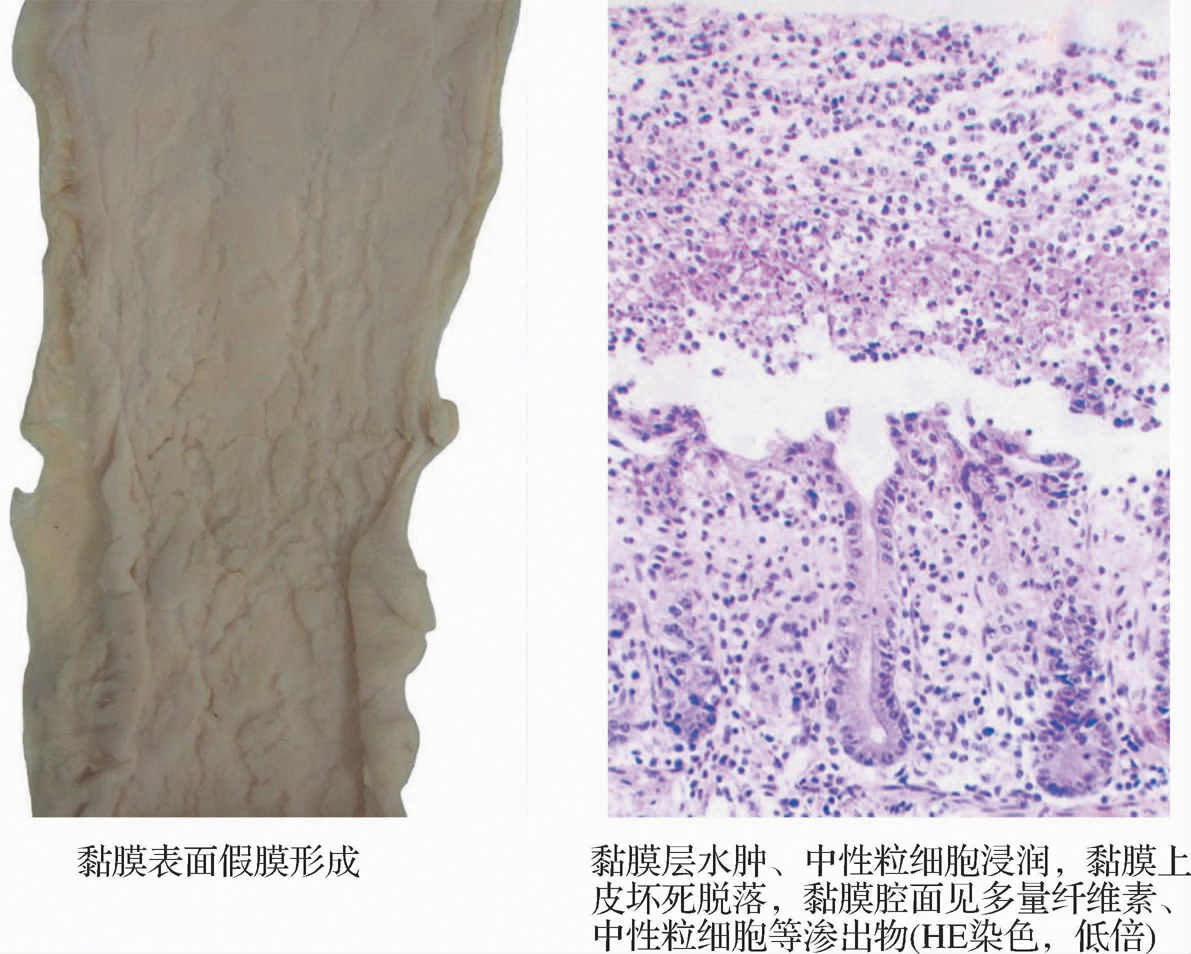 黏膜表面假膜形成
黏膜层水肿、中性粒细胞浸润，黏膜上
皮坏死脱落，黏膜腔面见多量纤维素、
中性粒细胞等渗出物(HE染色，低倍)